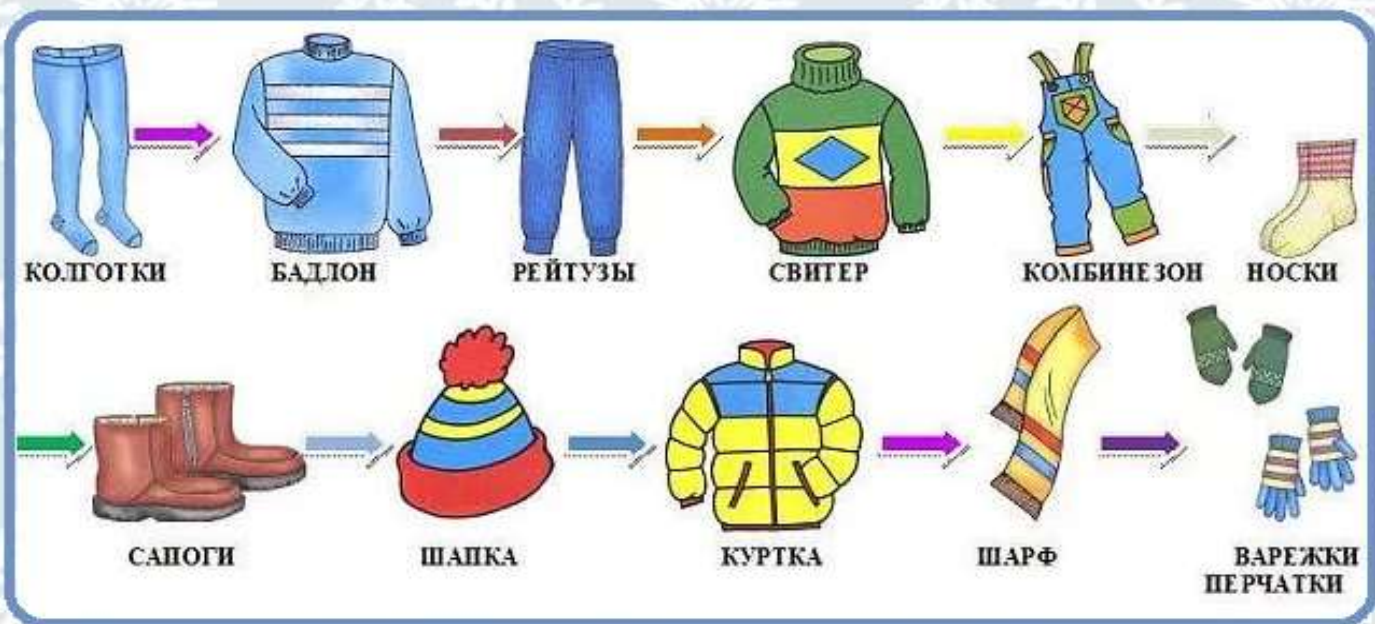 КОЛГОТКИ
БАДЛОН
РЕЙТУЗЫ
СВИТЕР
КОМБИНЕЗОН
НОСКИ
САПОГИ
ШАПКА
КУРТКА
ШАРФ
ВАРЕЖКИ
ПЕРЧАТКИ